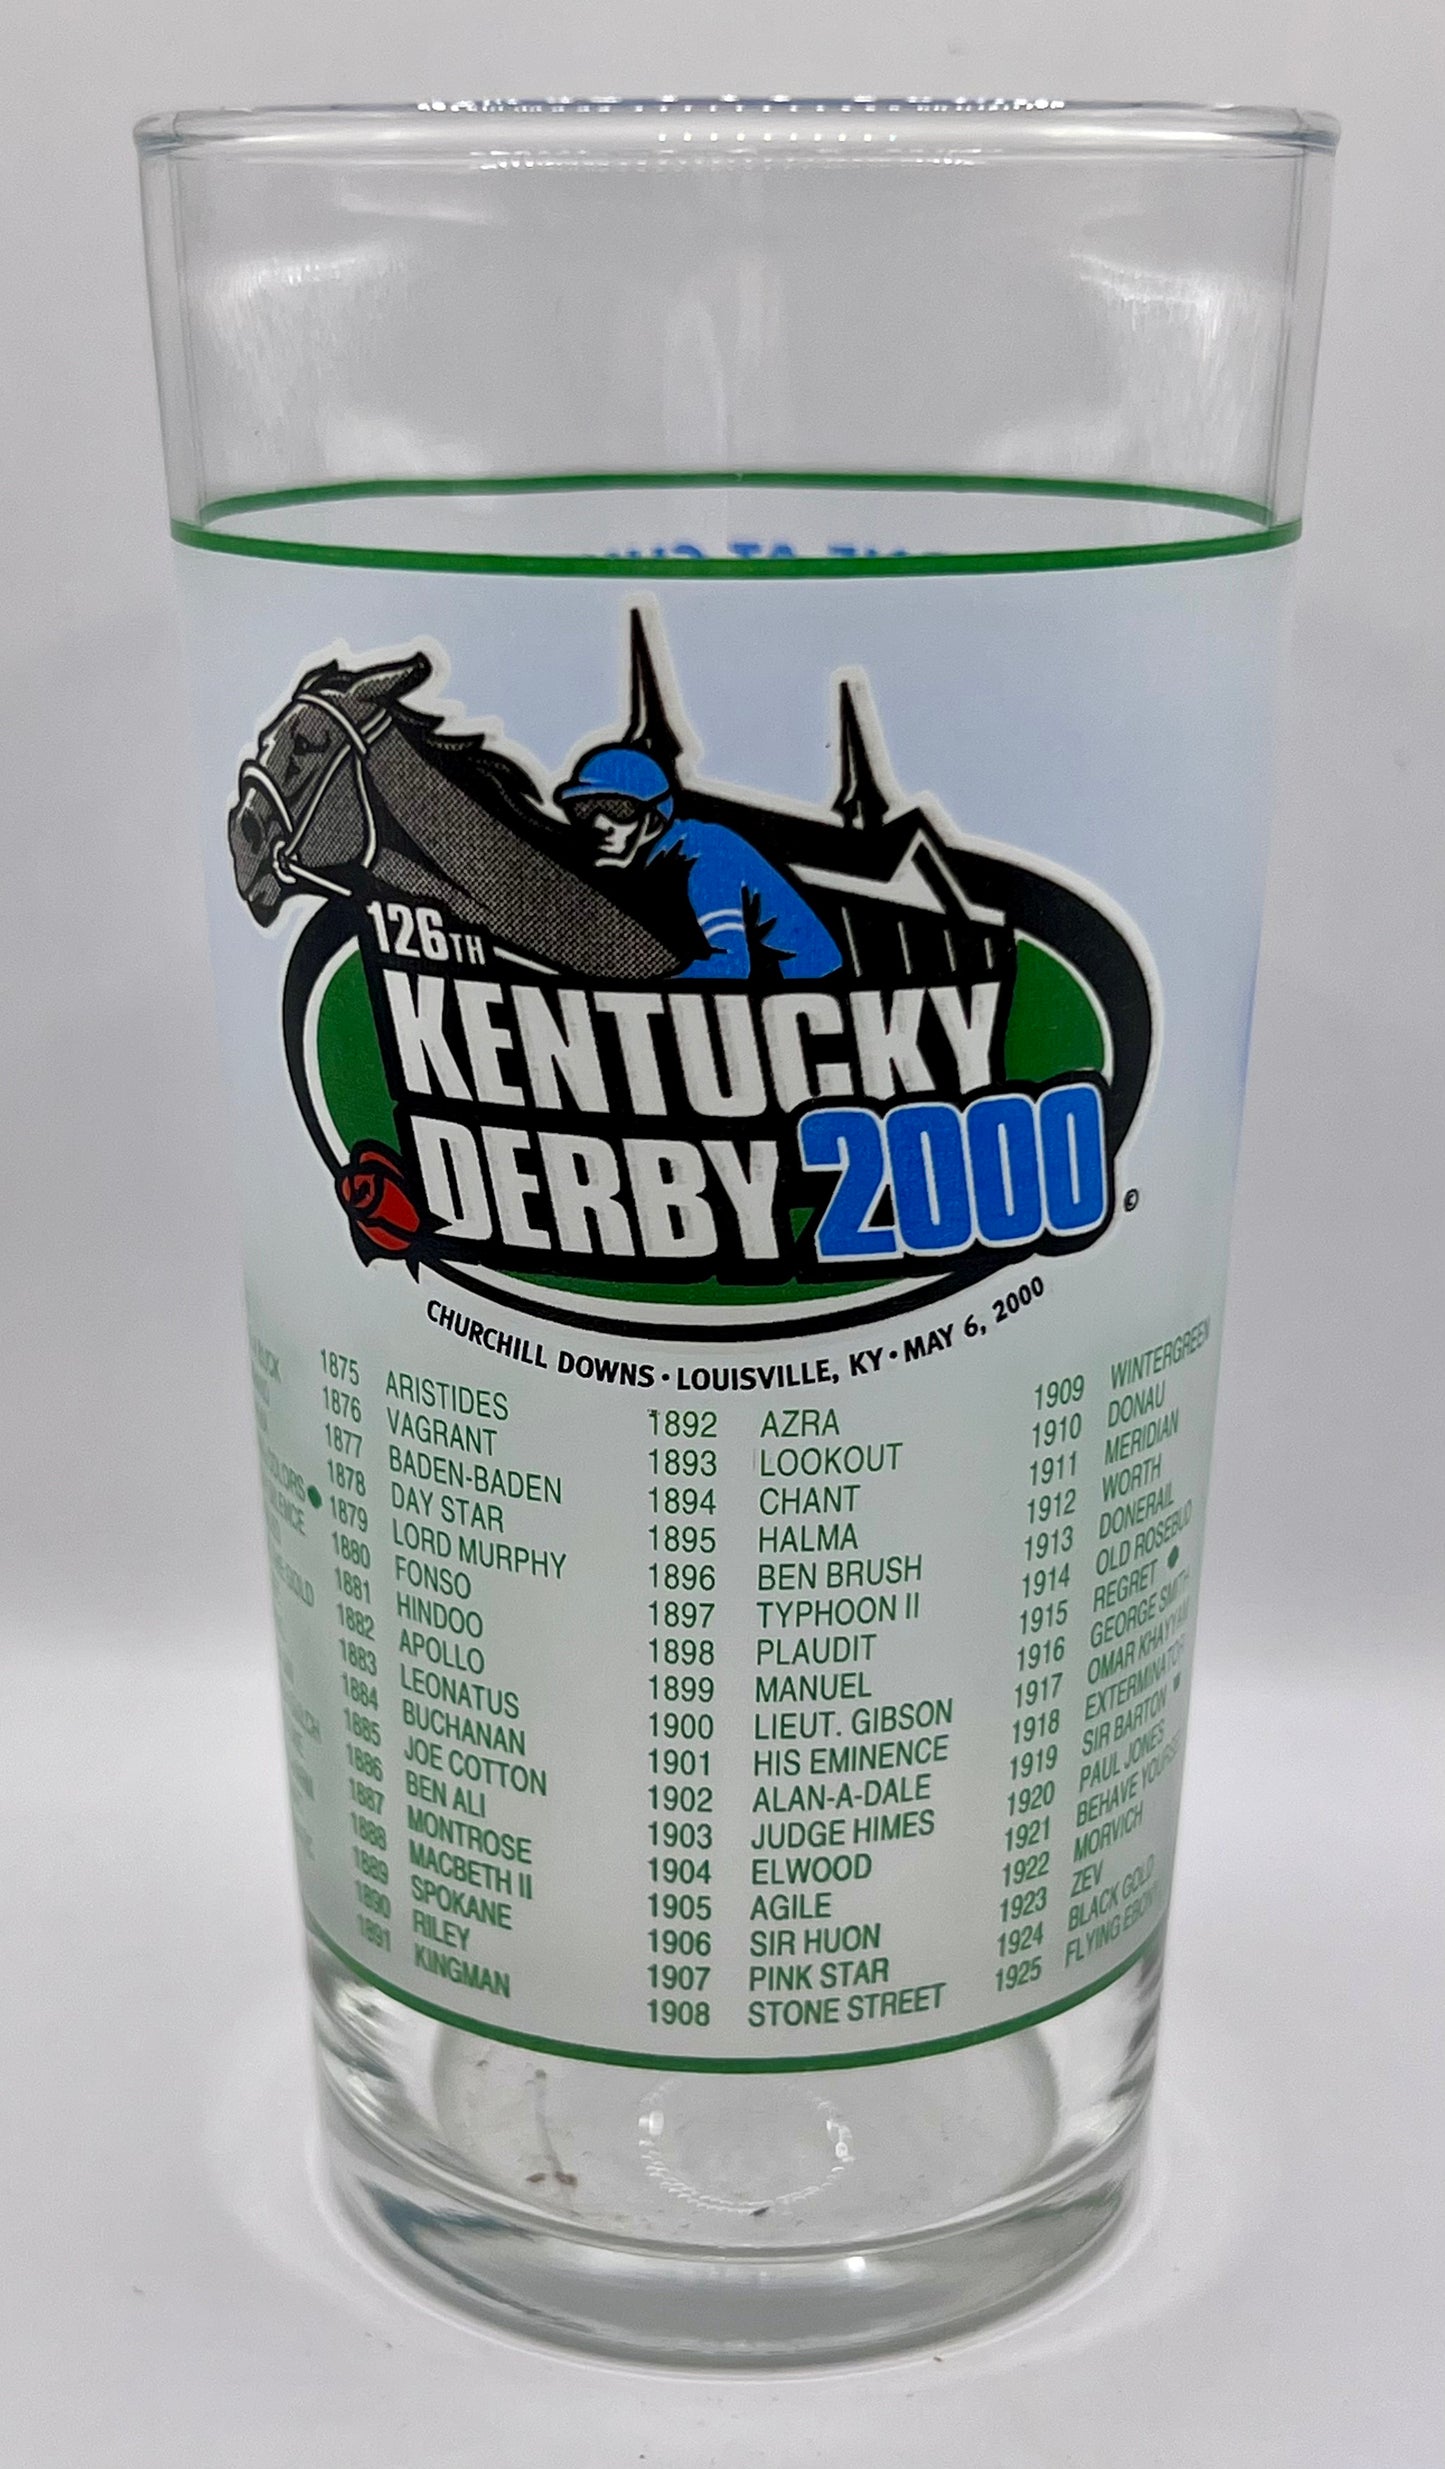 126TH
KENTUCKY
DERBY 2000
©
CHURCHILL DOWNS • LOUISVILLE, KY • MAY 6, 2000
1875 ARISTIDES
1876 VAGRANT
1877 BADEN-BADEN
1878 DAY STAR
1879 LORD MURPHY
1880 FONSO
1881 HINDOO
1882 APOLLO
1883 LEONATUS
1884 BUCHANAN
1885 JOE COTTON
1886 BEN ALI
1887 MONTROSE
1888 MACBETH II
1889 SPOKANE
1890 RILEY
1891 KINGMAN
1892 AZRA
1893 LOOKOUT
1894 CHANT
1895 HALMA
1896 BEN BRUSH
1897 TYPHOON II
1898 PLAUDIT
1899 MANUEL
1900 LIEUT. GIBSON
1901 HIS EMINENCE
1902 ALAN-A-DALE
1903 JUDGE HIMES
1904 ELWOOD
1905 AGILE
1906 SIR HUON
1907 PINK STAR
1908 STONE STREET
1909 WINTERGREEN
1910 DONAU
1911 MERIDIAN
1912 WORTH
1913 DONERAIL
1914 OLD ROSEBUD
1915 REGRET ●
1916 GEORGE SMITH
1917 OMAR KHAYYAM
1918 EXTERMINATOR
1919 SIR BARTON ■
1920 PAUL JONES
1921 BEHAVE YOURSE
1922 MORVICH
1923 ZEV
1924 BLACK GOLD
1925 FLYING EBON